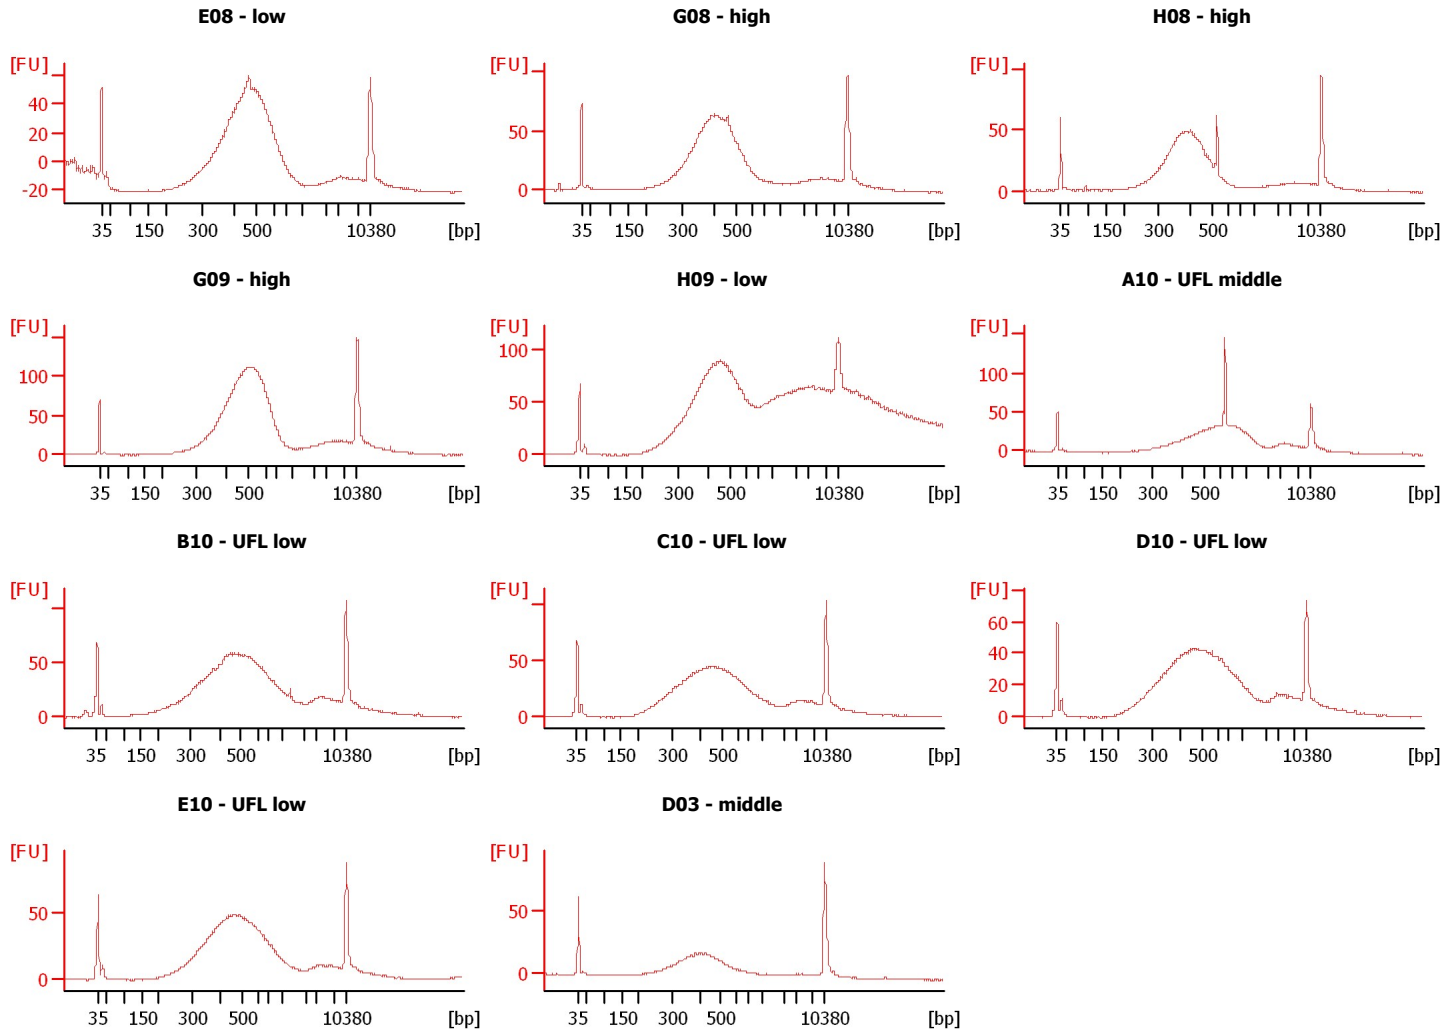 E08 - low
G08 - high
H08 - high
[FU]
40
20
0
-20
35 150 300 500 10380 [bp]
[FU]
50
0
35 150 300 500 10380 [bp]
[FU]
50
0
35 150 300 500 10380 [bp]
G09 - high
H09 - low
A10 - UFL middle
[FU]
100
50
0
35 150 300 500 10380 [bp]
[FU]
100
50
0
35 150 300 500 10380 [bp]
[FU]
100
50
0
35 150 300 500 10380 [bp]
B10 - UFL low
C10 - UFL low
D10 - UFL low
[FU]
50
0
35 150 300 500 10380 [bp]
[FU]
50
0
35 150 300 500 10380 [bp]
[FU]
60
40
20
0
35 150 300 500 10380 [bp]
E10 - UFL low
D03 - middle
[FU]
50
0
35 150 300 500 10380 [bp]
[FU]
50
0
35 150 300 500 10380 [bp]